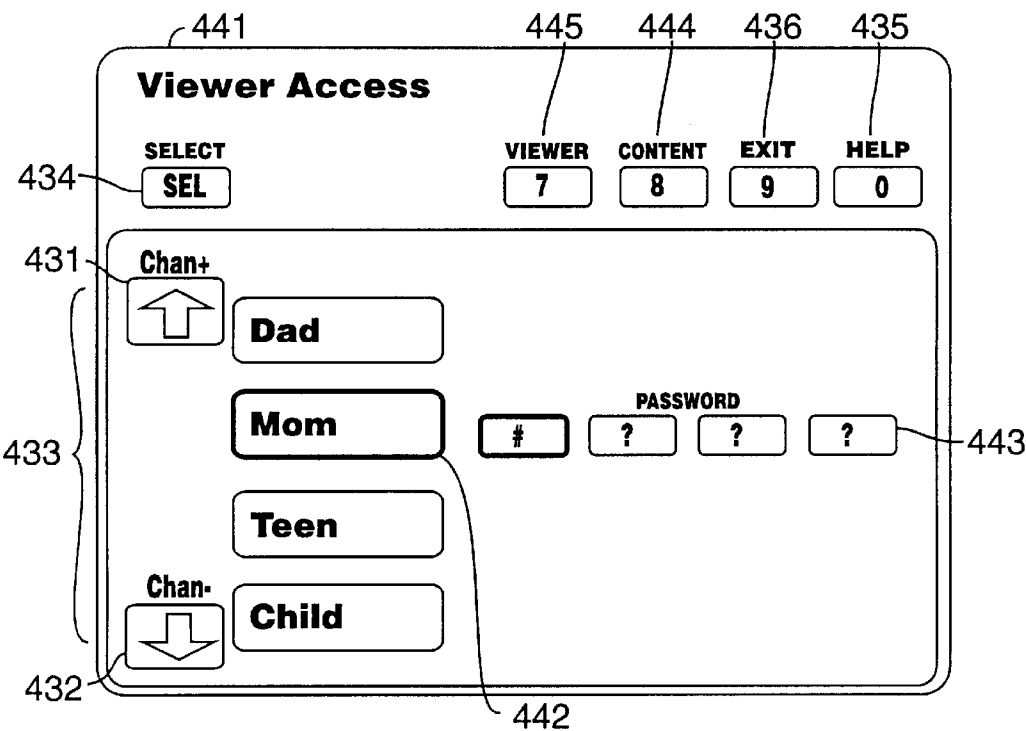 441 445 444 436 435
Viewer Access
SELECT VIEWER CONTENT EXIT HELP
434 SEL 7 8 9 0
431 Chan+
Dad
PASSWORD
Mom # ? ? ? 443
433
Teen
Chan-
Child
432
442